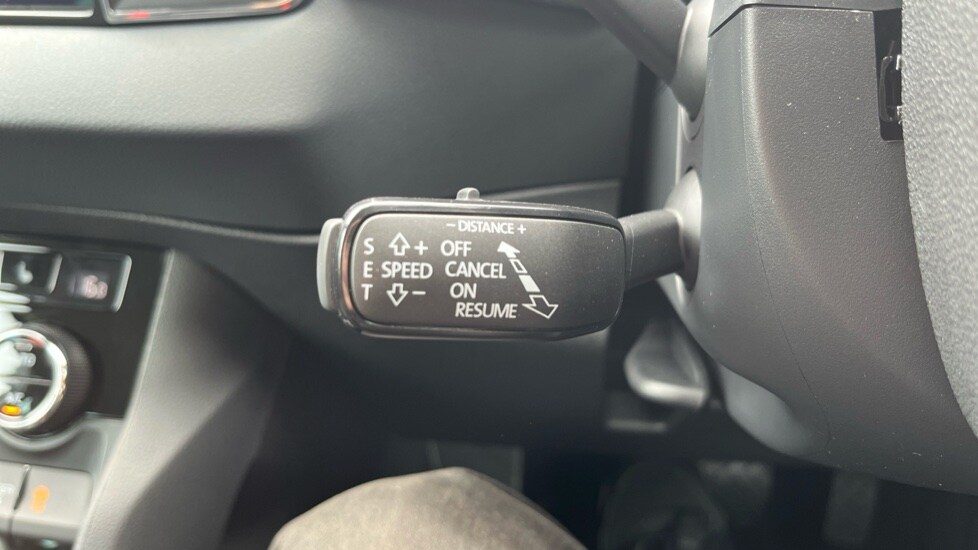 − DISTANCE +
S + OFF
E SPEED CANCEL
T − ON
RESUME